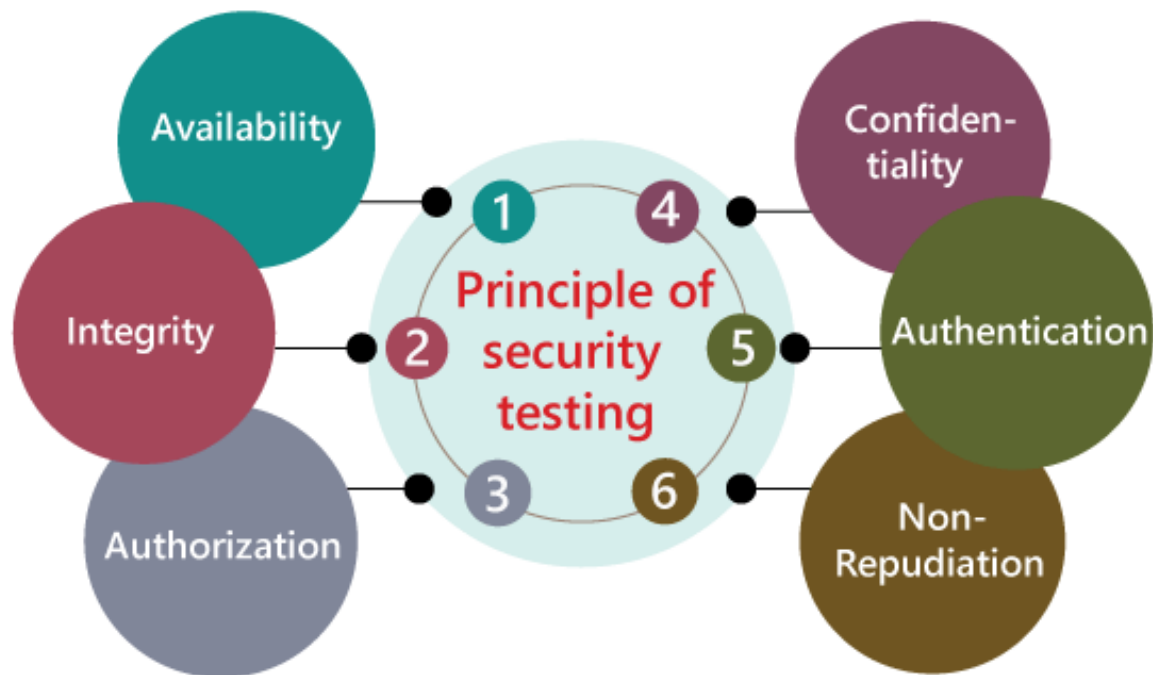 Availability
Integrity
Authorization
1
2
3
Principle of
security
testing
4
5
6
Confiden-
tiality
Authentication
Non-
Repudiation